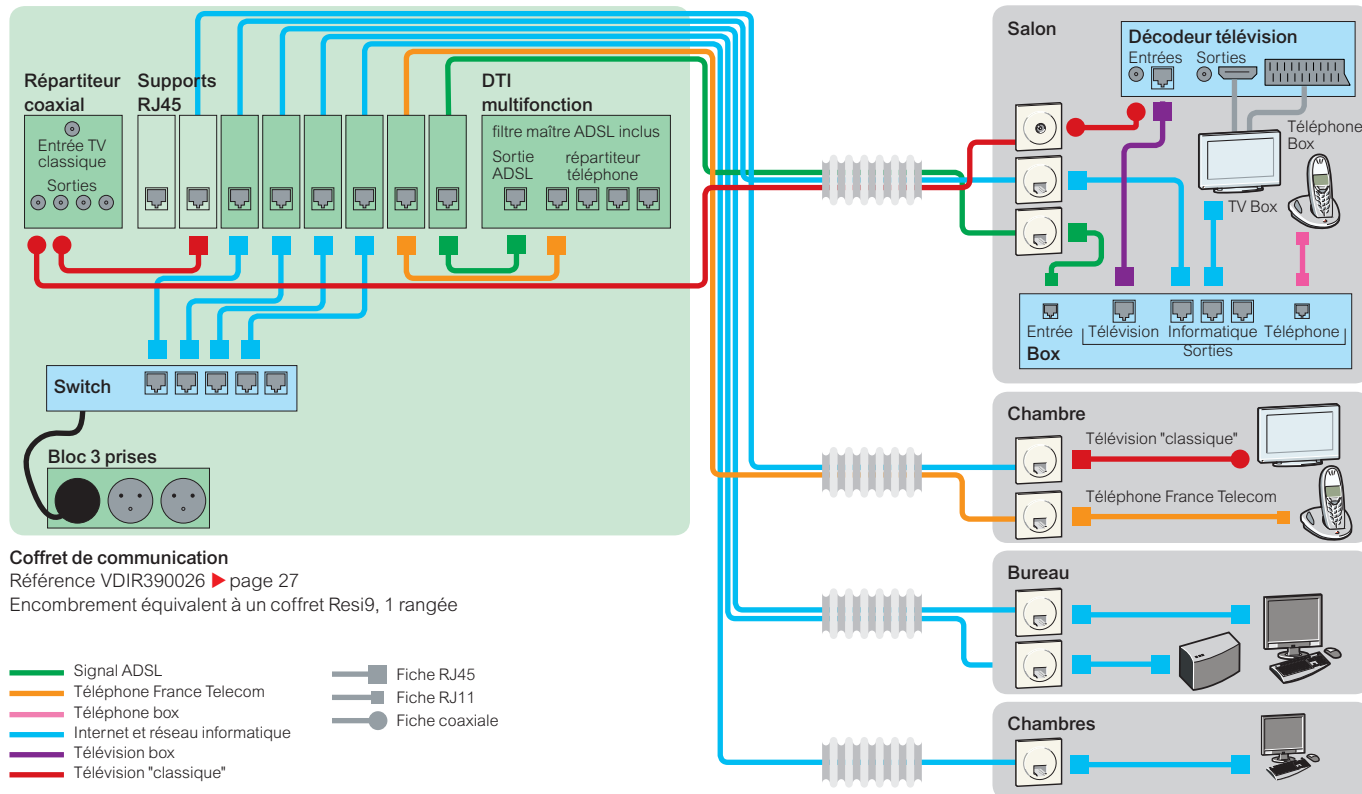 Répartiteur
coaxial
Entrée TV
classique
Sorties
Supports
RJ45
DTI
multifonction
filtre maître ADSL inclus
Sortie
ADSL
répartiteur
téléphone
Switch
Bloc 3 prises
Coffret de communication
Référence VDIR390026 ▶ page 27
Encombrement équivalent à un coffret Resi9, 1 rangée
Signal ADSL
Téléphone France Telecom
Téléphone box
Internet et réseau informatique
Télévision box
Télévision "classique"
Fiche RJ45
Fiche RJ11
Fiche coaxiale
Salon
Décodeur télévision
Entrées
Sorties
Téléphone
Box
TV Box
Entrée
Télévision
Informatique
Téléphone
Sorties
Box
Chambre
Télévision "classique"
Téléphone France Telecom
Bureau
Chambres